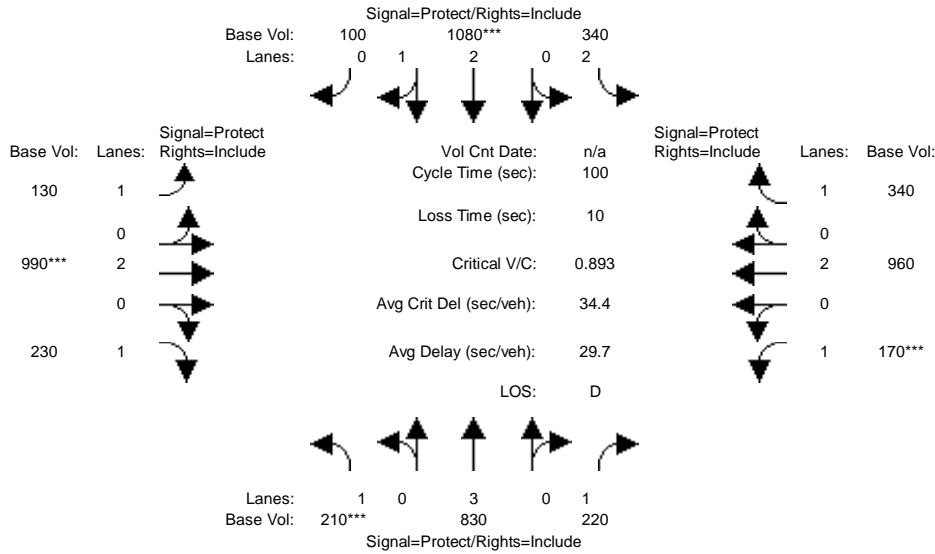 Signal=Protect/Rights=Include
Base Vol: 100 1080*** 340
Lanes: 0 1 2 0 2
Signal=Protect
Base Vol: Lanes: Rights=Include
130 1
0
990*** 2
0
230 1
Vol Cnt Date: n/a
Cycle Time (sec): 100
Loss Time (sec): 10
Critical V/C: 0.893
Avg Crit Del (sec/veh): 34.4
Avg Delay (sec/veh): 29.7
LOS: D
Signal=Protect
Rights=Include Lanes: Base Vol:
1 340
0
2 960
0
1 170***
Lanes: 1 0 3 0 1
Base Vol: 210*** 830 220
Signal=Protect/Rights=Include